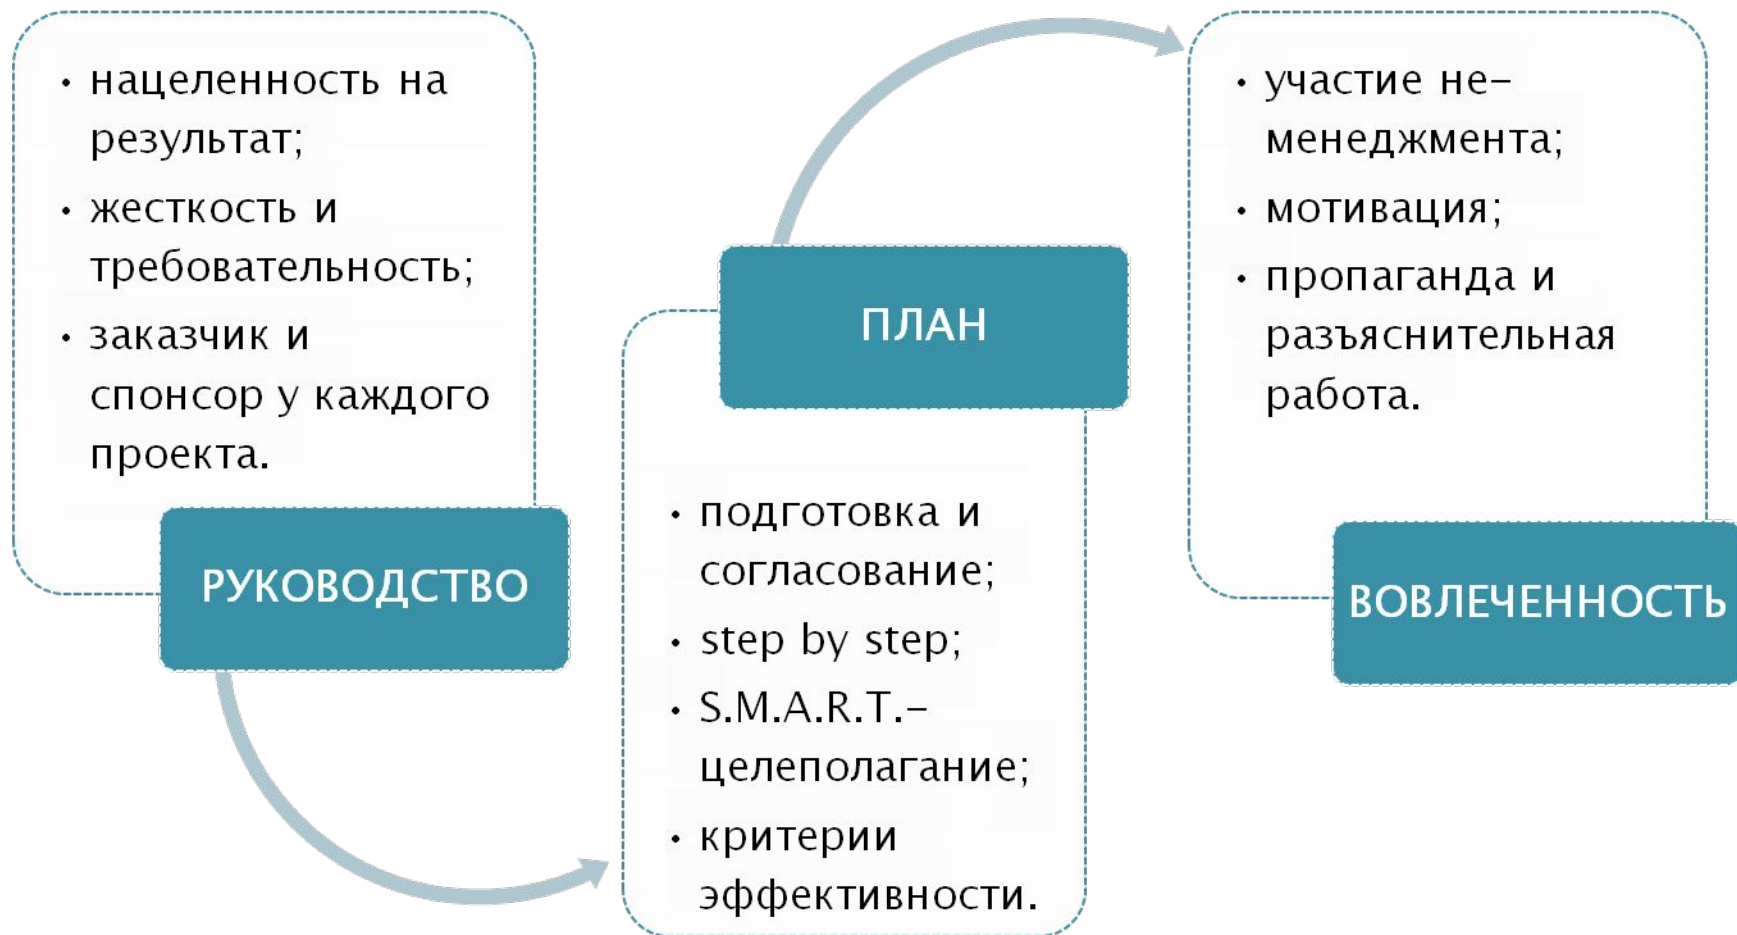 • нацеленность на
результат;
• жесткость и
требовательность;
• заказчик и
спонсор у каждого
проекта.
РУКОВОДСТВО
ПЛАН
• подготовка и
согласование;
• step by step;
• S.M.A.R.T.–
целеполагание;
• критерии
эффективности.
• участие не–
менеджмента;
• мотивация;
• пропаганда и
разъяснительная
работа.
ВОВЛЕЧЕННОСТЬ